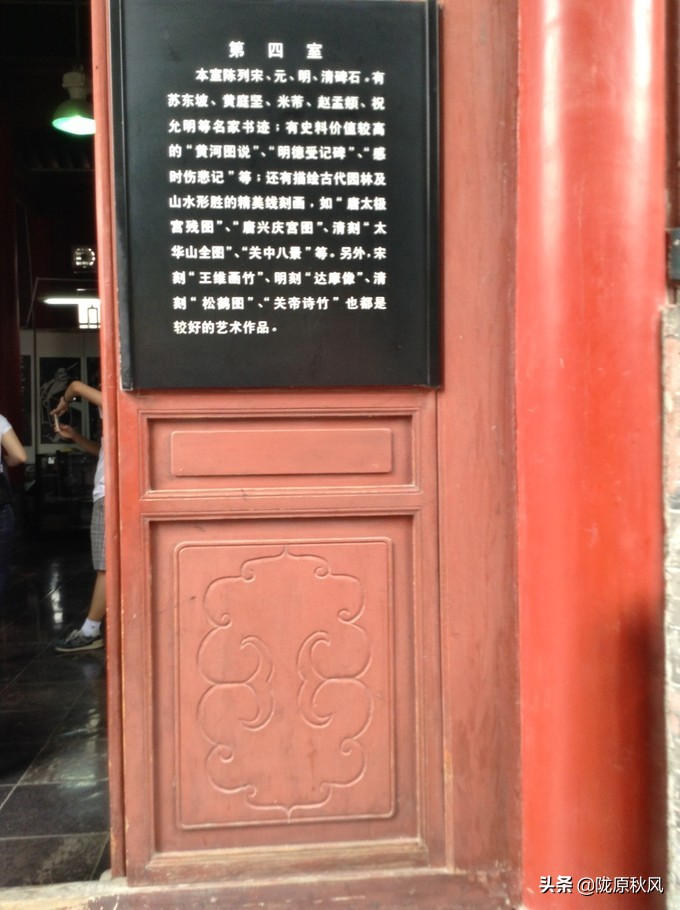 第四室
本室陈列宋、元、明、清碑石。有
苏东坡、黄庭坚、米芾、赵孟頫、祝
允明等名家书迹；有史料价值较高
的“黄河图说”、“明德受记碑”、“感
时伤悲记”等；还有描绘古代园林及
山水形胜的精美线刻画，如“唐太极
宫残图”、“唐兴庆宫图”、清刻“太
华山全图”、“关中八景”等。另外，宋
刻“王维画竹”、明刻“达摩像”、清
刻“松鹤图”、“关帝诗竹”也都是
较好的艺术作品。
头条 @陇原秋风